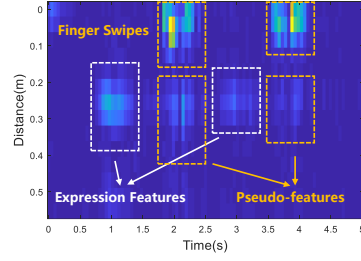 0
Finger Swipes
0.1
0.2
Distance(m)
0.3
0.4
Expression Features
Pseudo-features
0.5
0 0.5 1 1.5 2 2.5 3 3.5 4 4.5 5
Time(s)